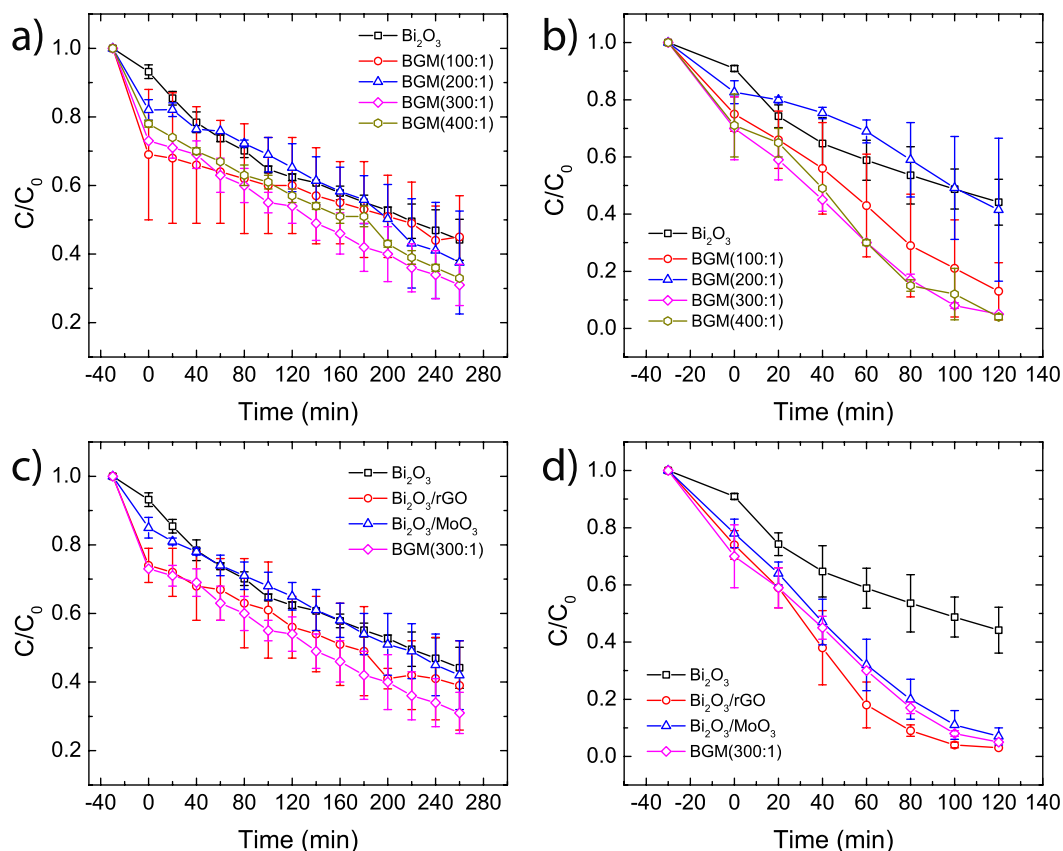 a)
C/C₀
1.0
0.8
0.6
0.4
0.2
Bi₂O₃
BGM(100:1)
BGM(200:1)
BGM(300:1)
BGM(400:1)
-40 0 40 80 120 160 200 240 280
Time (min)
b)
C/C₀
1.0
0.8
0.6
0.4
0.2
0.0
Bi₂O₃
BGM(100:1)
BGM(200:1)
BGM(300:1)
BGM(400:1)
-40 -20 0 20 40 60 80 100 120 140
Time (min)
c)
C/C₀
1.0
0.8
0.6
0.4
0.2
Bi₂O₃
Bi₂O₃/rGO
Bi₂O₃/MoO₃
BGM(300:1)
-40 0 40 80 120 160 200 240 280
Time (min)
d)
C/C₀
1.0
0.8
0.6
0.4
0.2
0.0
Bi₂O₃
Bi₂O₃/rGO
Bi₂O₃/MoO₃
BGM(300:1)
-40 -20 0 20 40 60 80 100 120 140
Time (min)